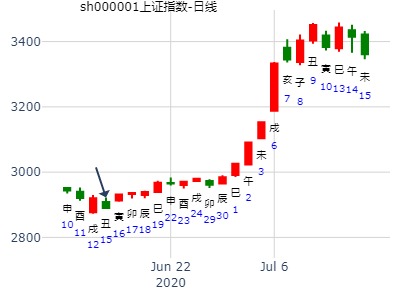 sh000001上证指数-日线
3400
3200
3000
2800
申
10
酉
11
戌
12
丑
15
寅
16
卯
17
辰
18
巳
19
申
22
酉
23
戌
24
卯
29
辰
30
巳
1
午
2
未
3
戌
6
亥
7
子
8
丑
9
寅
10
巳
13
午
14
未
15
Jun 22
2020
Jul 6